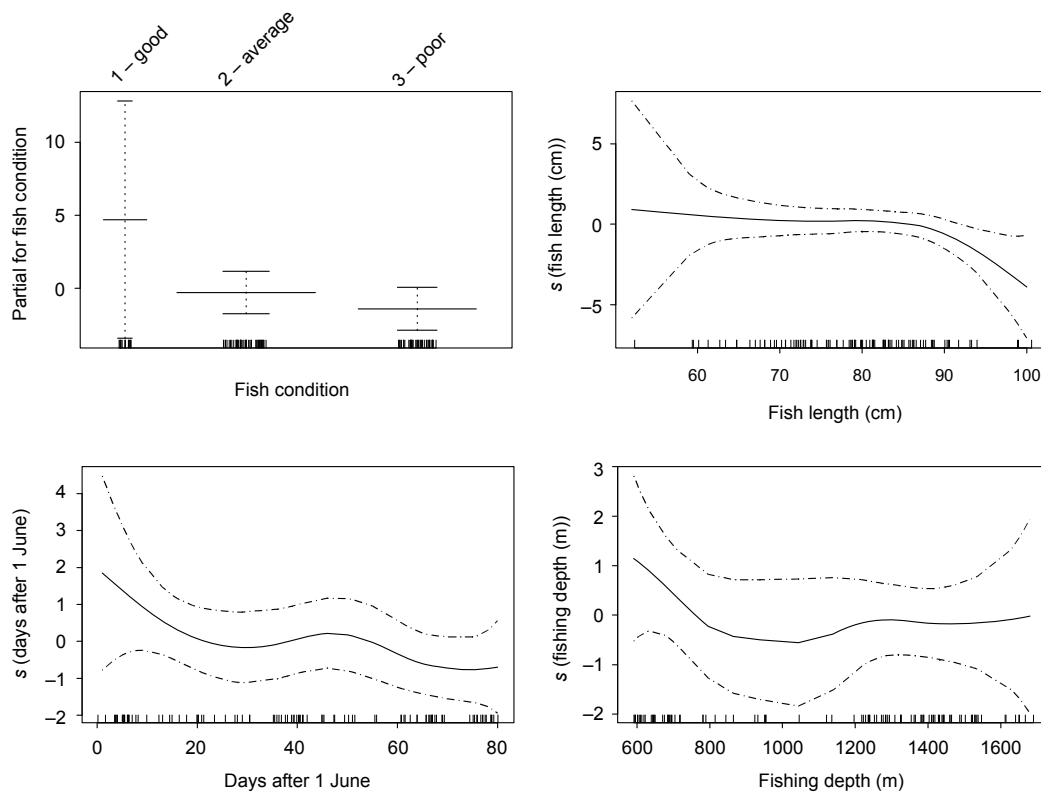 1 – good
2 – average
3 – poor
Partial for fish condition
10
5
0
Fish condition
s (fish length (cm))
5
0
–5
60 70 80 90 100
Fish length (cm)
s (days after 1 June)
4
3
2
1
0
–1
–2
0 20 40 60 80
Days after 1 June
s (fishing depth (m))
3
2
1
0
–1
–2
600 800 1000 1200 1400 1600
Fishing depth (m)